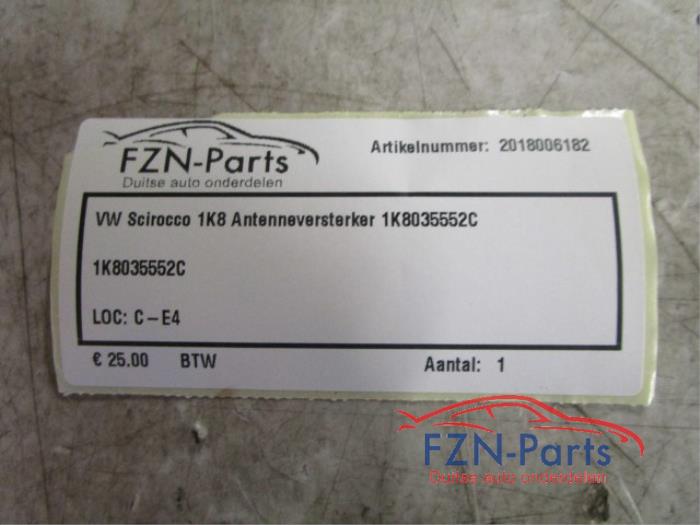 FZN-Parts
Duitse auto onderdelen
Artikelnummer: 2018006182
VW Scirocco 1K8 Antenneversterker 1K8035552C
1K8035552C
LOC: C-E4
€ 25.00 BTW Aantal: 1
FZN-Parts
Duitse auto onderdelen